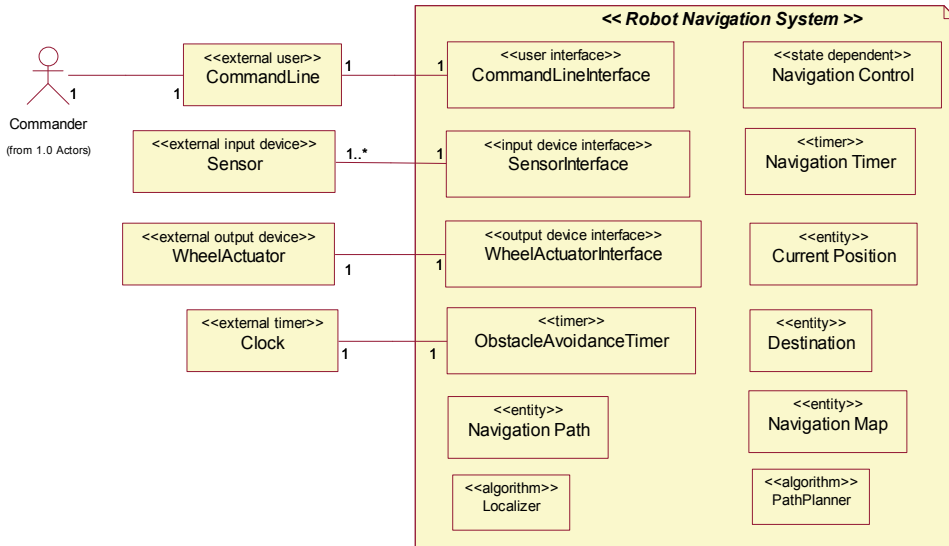 << Robot Navigation System >>
<<external user>>
CommandLine
1
1
<<user interface>>
CommandLineInterface
<<state dependent>>
Navigation Control
1
1
Commander
(from 1.0 Actors)
<<external input device>>
Sensor
1..*
1
<<input device interface>>
SensorInterface
<<timer>>
Navigation Timer
<<external output device>>
WheelActuator
1
1
<<output device interface>>
WheelActuatorInterface
<<entity>>
Current Position
<<external timer>>
Clock
1
1
<<timer>>
ObstacleAvoidanceTimer
<<entity>>
Destination
<<entity>>
Navigation Path
<<entity>>
Navigation Map
<<algorithm>>
Localizer
<<algorithm>>
PathPlanner